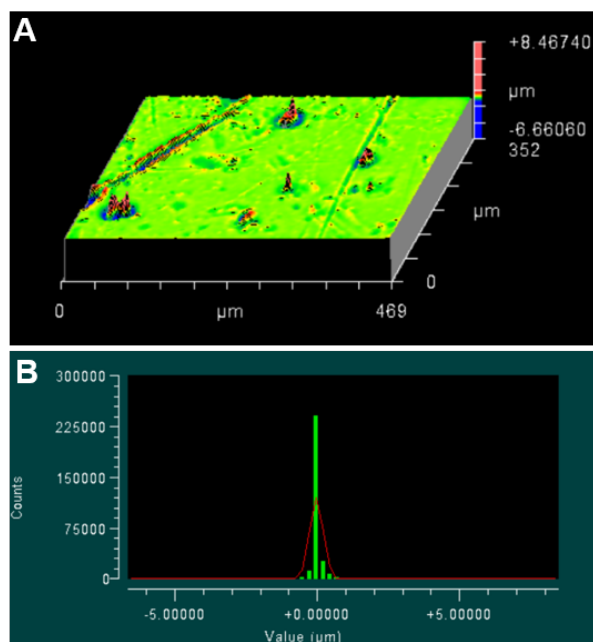 A
+8.46740
µm
-6.66060
352
µm
0
0 µm 469
B
300000
225000
150000
75000
0
Counts
-5.00000 +0.00000 +5.00000
Value (µm)